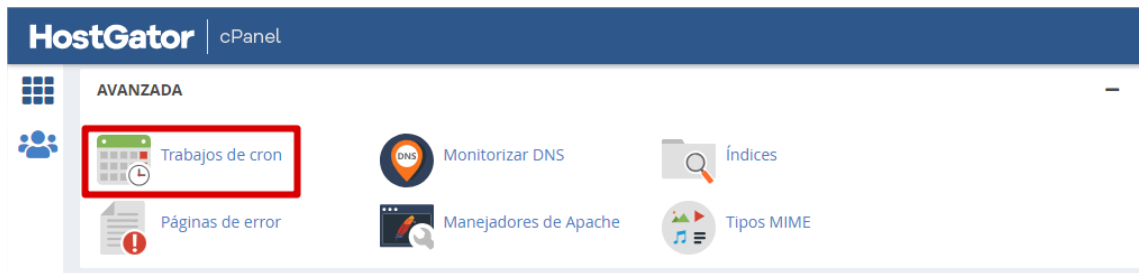 HostGator cPanel
AVANZADA
Trabajos de cron
DNS
Monitorizar DNS
Índices
Páginas de error
Manejadores de Apache
Tipos MIME